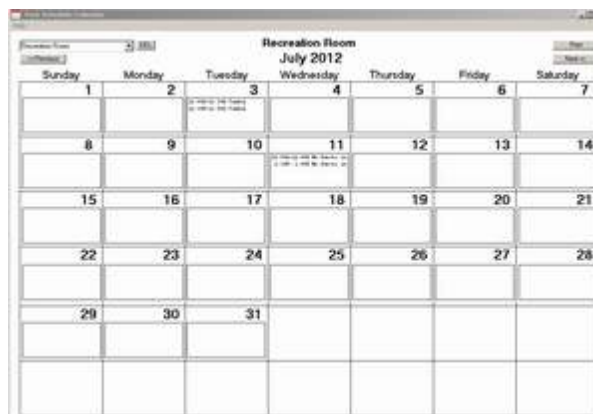 Recreation Room
Recreation Room
July 2012
Sunday Monday Tuesday Wednesday Thursday Friday Saturday
1 2 3 4 5 6 7
8 9 10 11 12 13 14
15 16 17 18 19 20 21
22 23 24 25 26 27 28
29 30 31